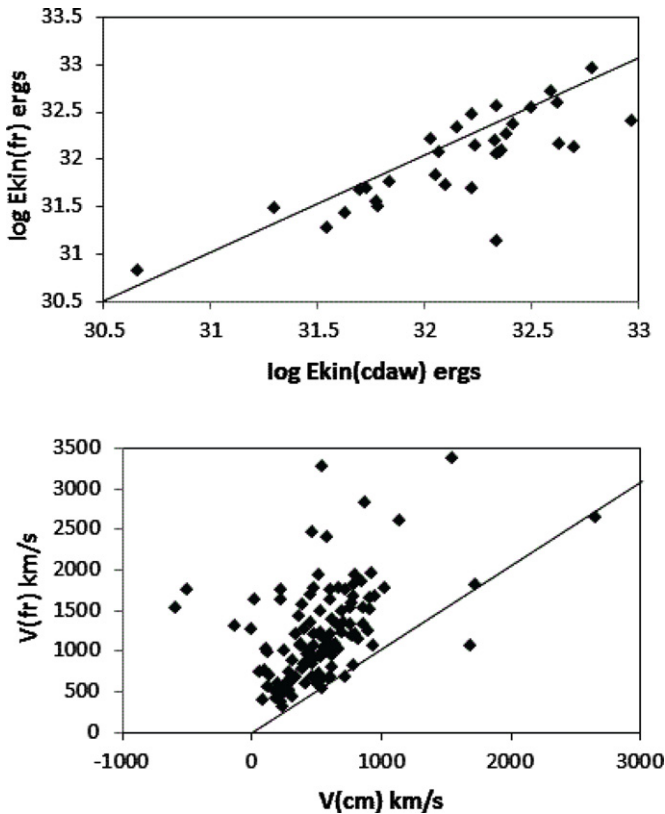 33.5
33
32.5
32
31.5
31
30.5
log Ekin(fr) ergs
30.5 31 31.5 32 32.5 33
log Ekin(cdaw) ergs
3500
3000
2500
2000
1500
1000
500
0
V(fr) km/s
-1000 0 1000 2000 3000
V(cm) km/s